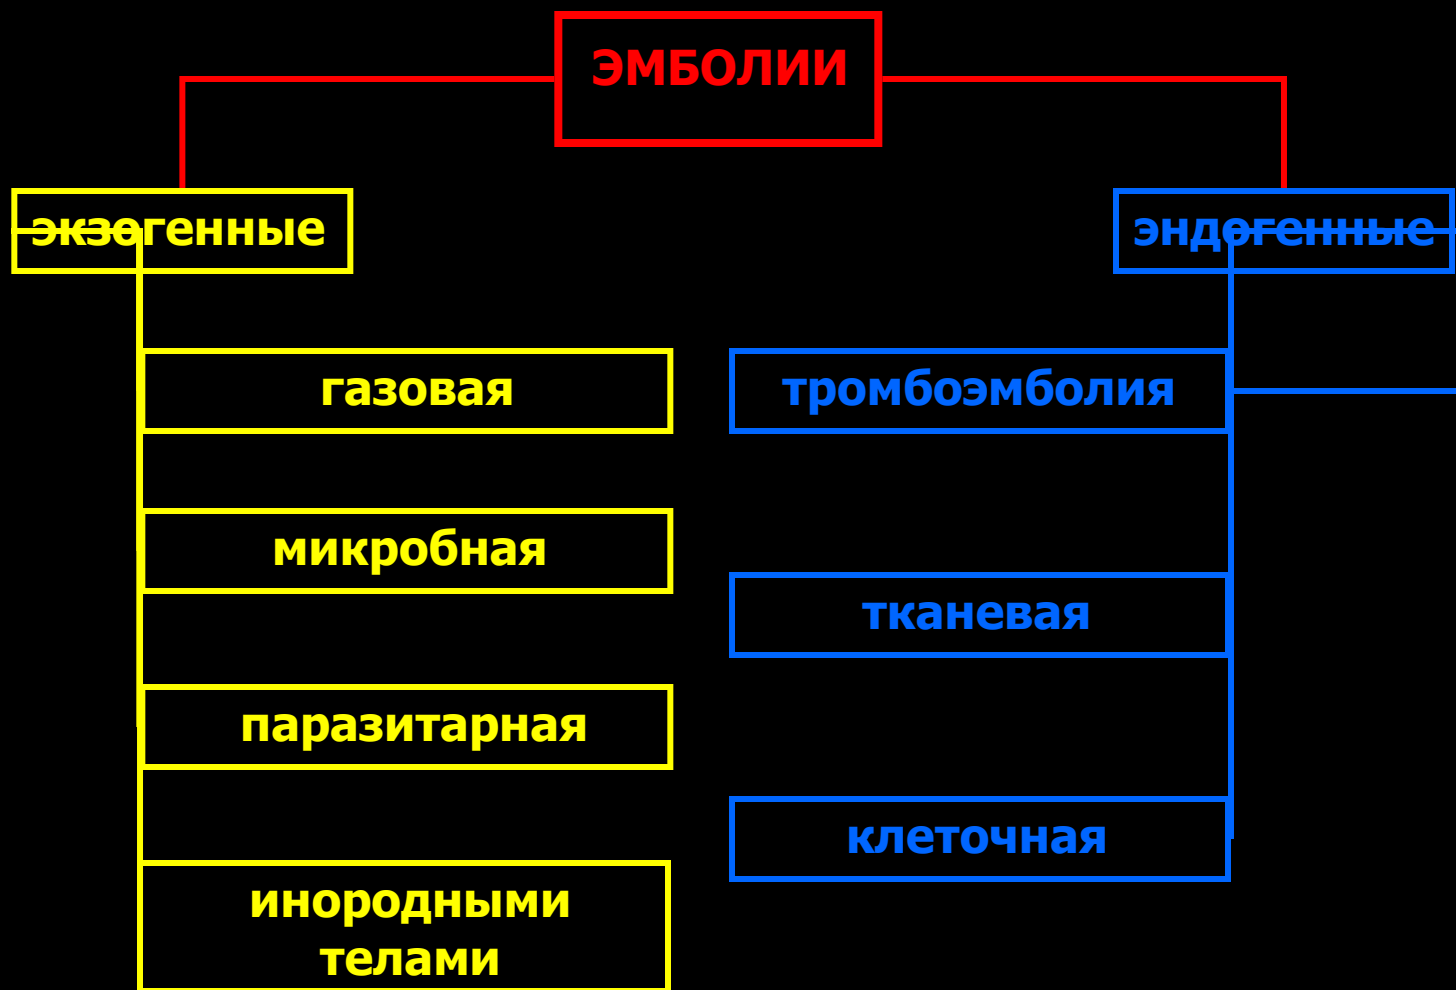 ЭМБОЛИИ
экзогенные
эндогенные
газовая
тромбоэмболия
микробная
тканевая
паразитарная
клеточная
инородными
телами